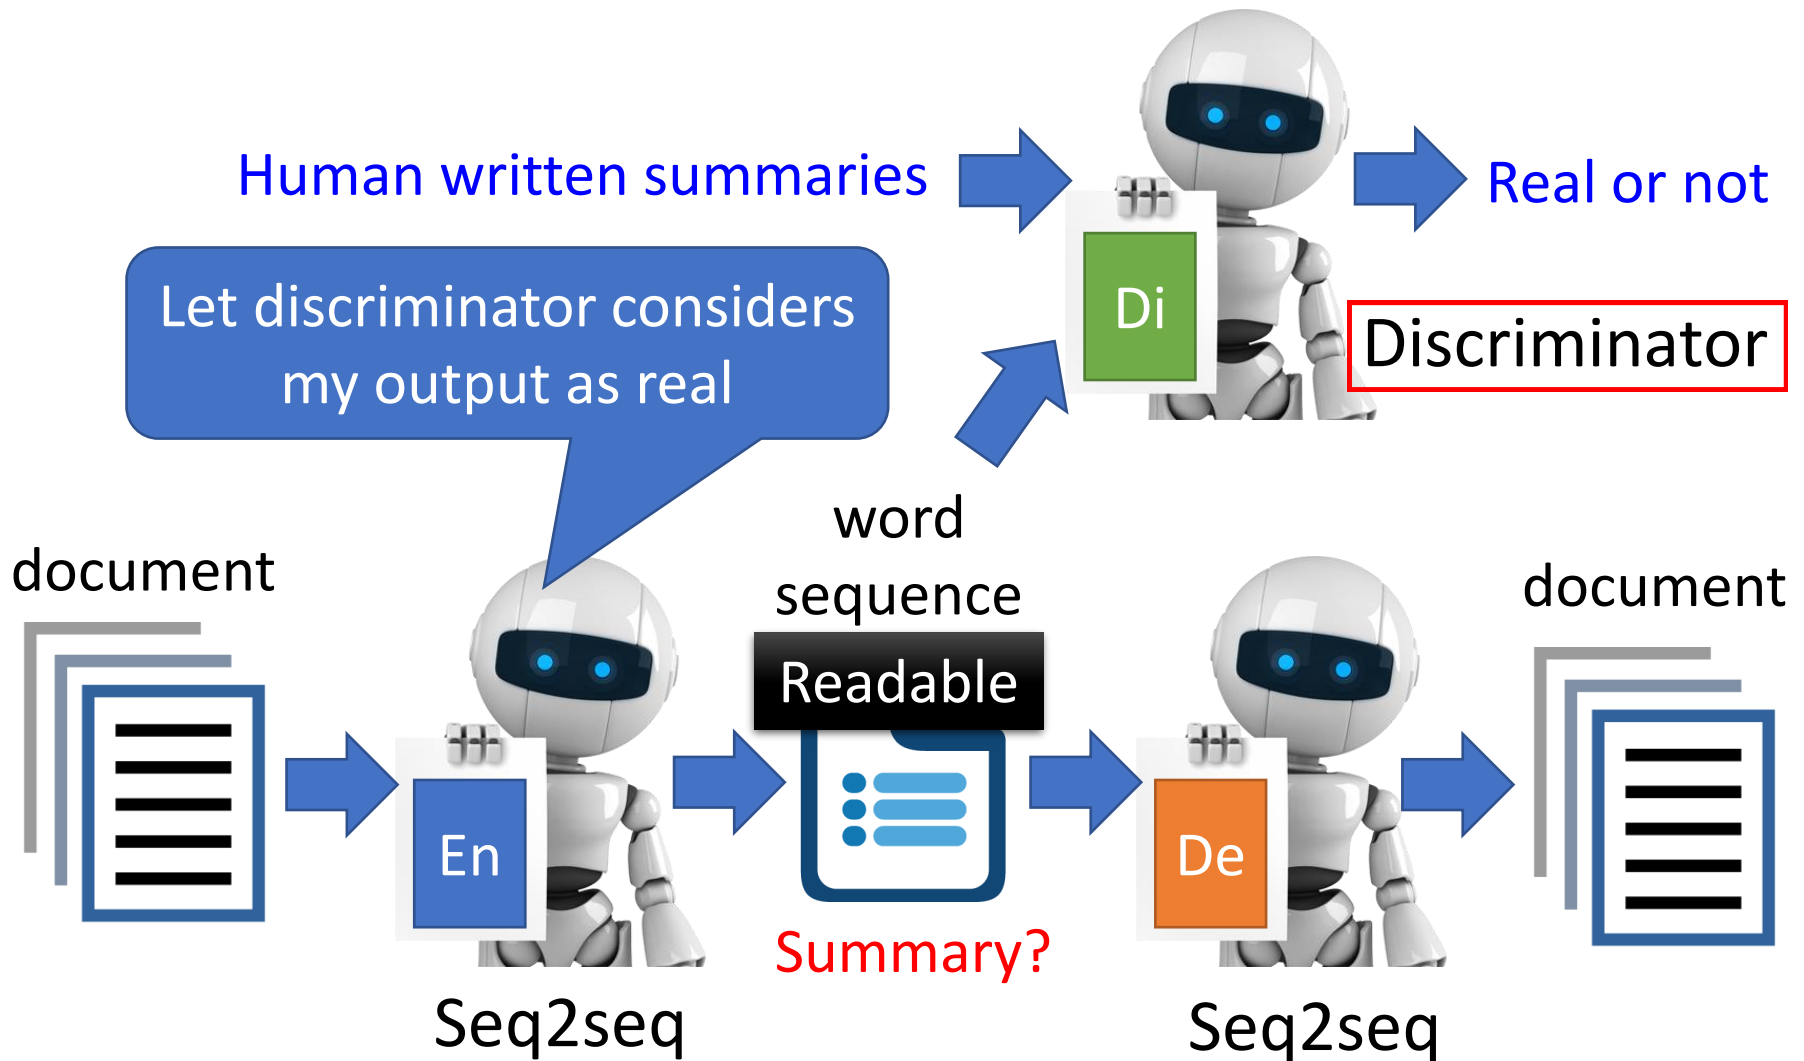 Human written summaries
Real or not
Let discriminator considers
my output as real
Di
Discriminator
word
sequence
document
document
Readable
En
De
Summary?
Seq2seq
Seq2seq